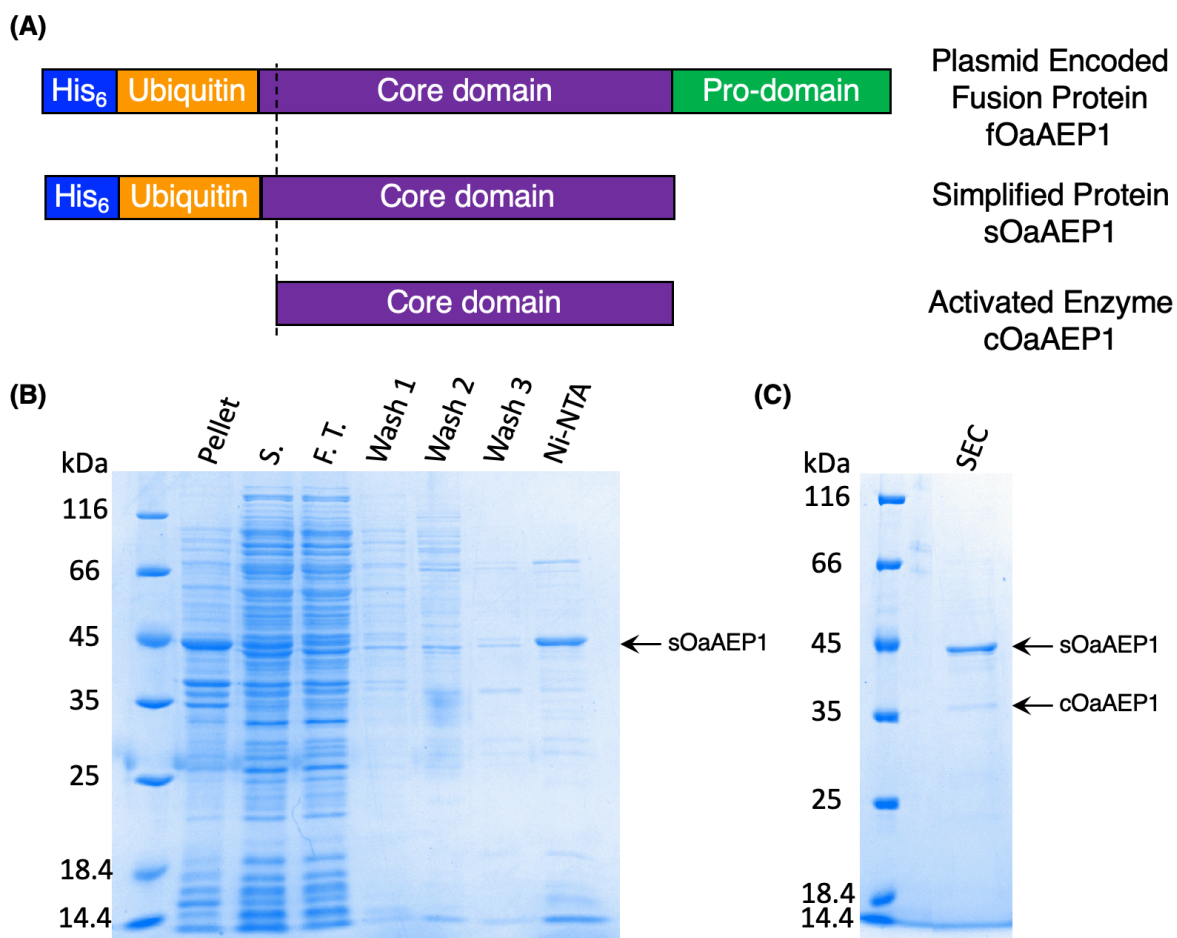 (A)
His6 Ubiquitin Core domain Pro-domain
Plasmid Encoded
Fusion Protein
fOaAEP1
His6 Ubiquitin Core domain
Simplified Protein
sOaAEP1
Core domain
Activated Enzyme
cOaAEP1
(B)
kDa
Pellet
S.
F. T.
Wash 1
Wash 2
Wash 3
Ni-NTA
116
66
45
35
25
18.4
14.4
sOaAEP1
(C)
kDa
SEC
116
66
45
35
25
18.4
14.4
sOaAEP1
cOaAEP1